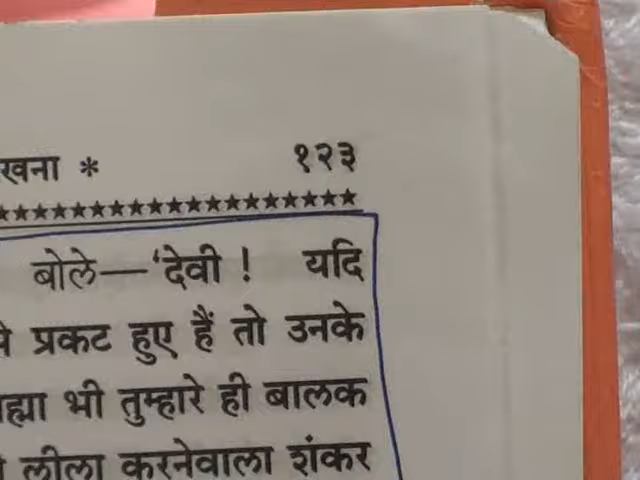 खना * १२३
★★★★★★★★★★★★★★★★★★★
बोले—'देवी ! यदि
प्रकट हुए हैं तो उनके
भी तुम्हारे ही बालक
लीला करनेवाला शंकर